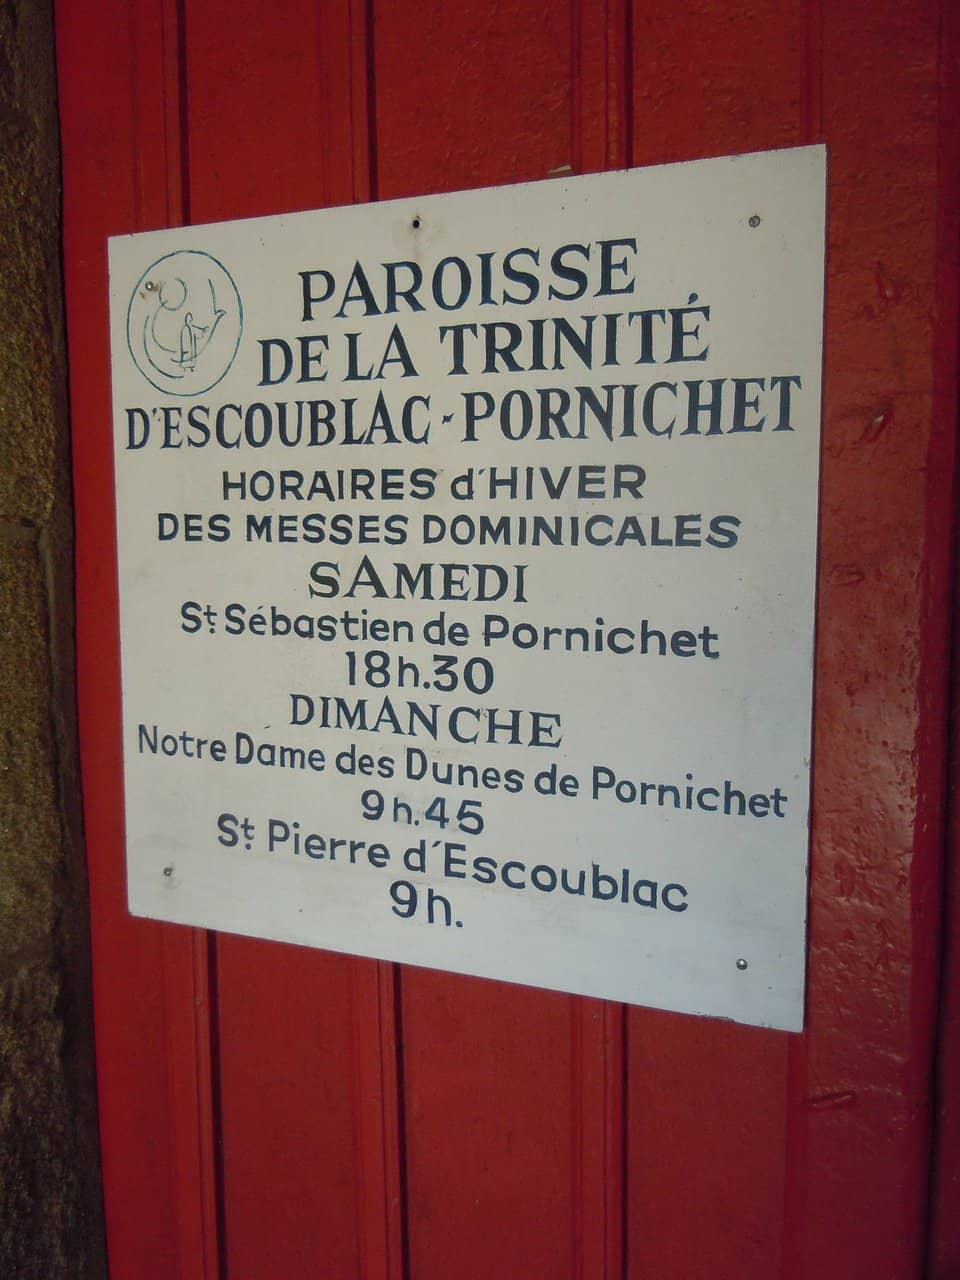 PAROISSE
DE LA TRINITÉ
D'ESCOUBLAC-PORNICHET
HORAIRES d'HIVER
DES MESSES DOMINICALES
SAMEDI
St Sébastien de Pornichet
18h.30
DIMANCHE
Notre Dame des Dunes de Pornichet
9h.45
St Pierre d'Escoublac
9h.